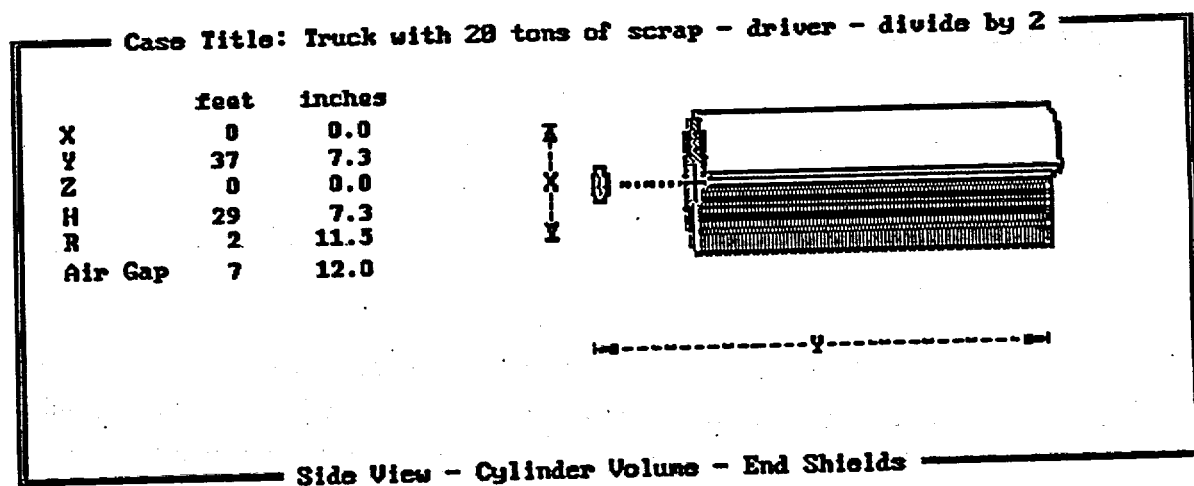 Case Title: Truck with 20 tons of scrap - driver - divide by 2
feet inches
X 0 0.0
Y 37 7.3
Z 0 0.0
H 29 7.3
R 2 11.5
Air Gap 7 12.0
X
Y
Side View - Cylinder Volume - End Shields